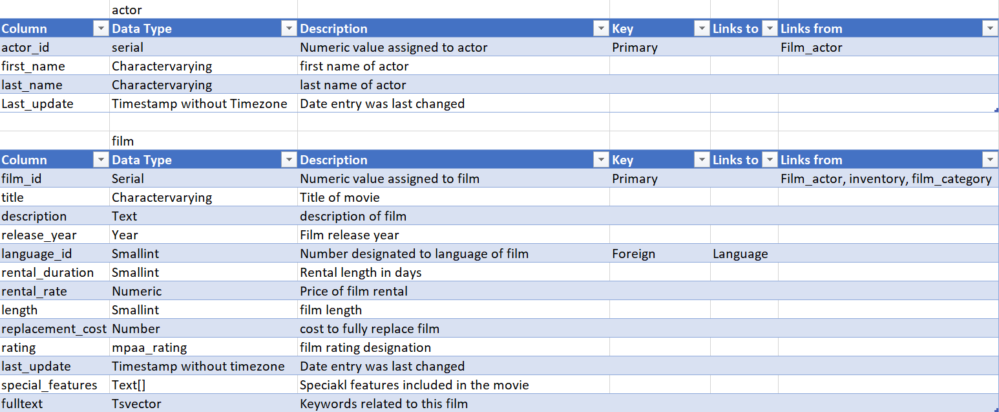 actor
Column Data Type Description Key Links to Links from
actor_id serial Numeric value assigned to actor Primary Film_actor
first_name Charactervarying first name of actor
last_name Charactervarying last name of actor
Last_update Timestamp without Timezone Date entry was last changed
film
Column Data Type Description Key Links to Links from
film_id Serial Numeric value assigned to film Primary Film_actor, inventory, film_category
title Charactervarying Title of movie
description Text description of film
release_year Year Film release year
language_id Smallint Number designated to language of film Foreign Language
rental_duration Smallint Rental length in days
rental_rate Numeric Price of film rental
length Smallint film length
replacement_cost Number cost to fully replace film
rating mpaa_rating film rating designation
last_update Timestamp without timezone Date entry was last changed
special_features Text[] Speciakl features included in the movie
fulltext Tsvector Keywords related to this film